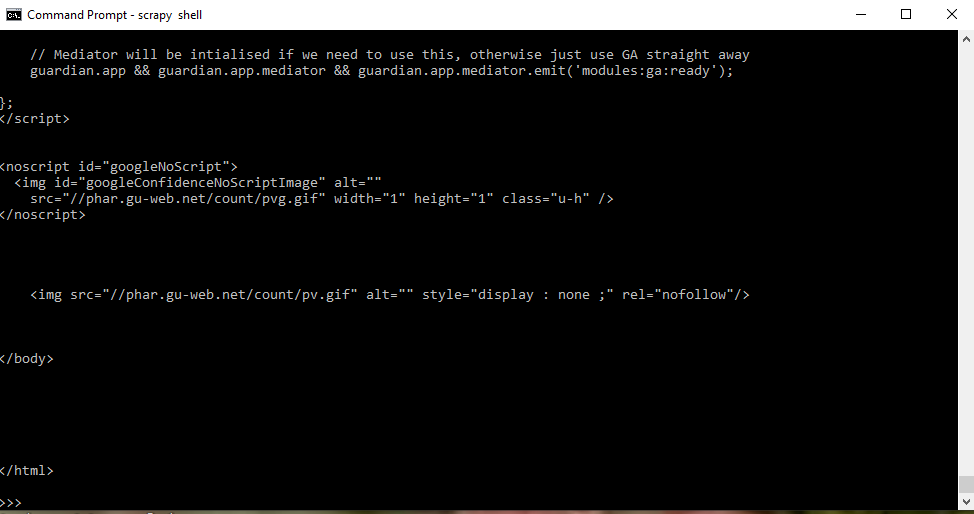 Command Prompt - scrapy  shell
// Mediator will be intialised if we need to use this, otherwise just use GA straight away
guardian.app && guardian.app.mediator && guardian.app.mediator.emit('modules:ga:ready');
};
</script>
<noscript id="googleNoScript">
<img id="googleConfidenceNoScriptImage" alt=""
src="//phar.gu-web.net/count/pvg.gif" width="1" height="1" class="u-h" />
</noscript>
<img src="//phar.gu-web.net/count/pv.gif" alt="" style="display : none ;" rel="nofollow"/>
</body>
</html>
>>>